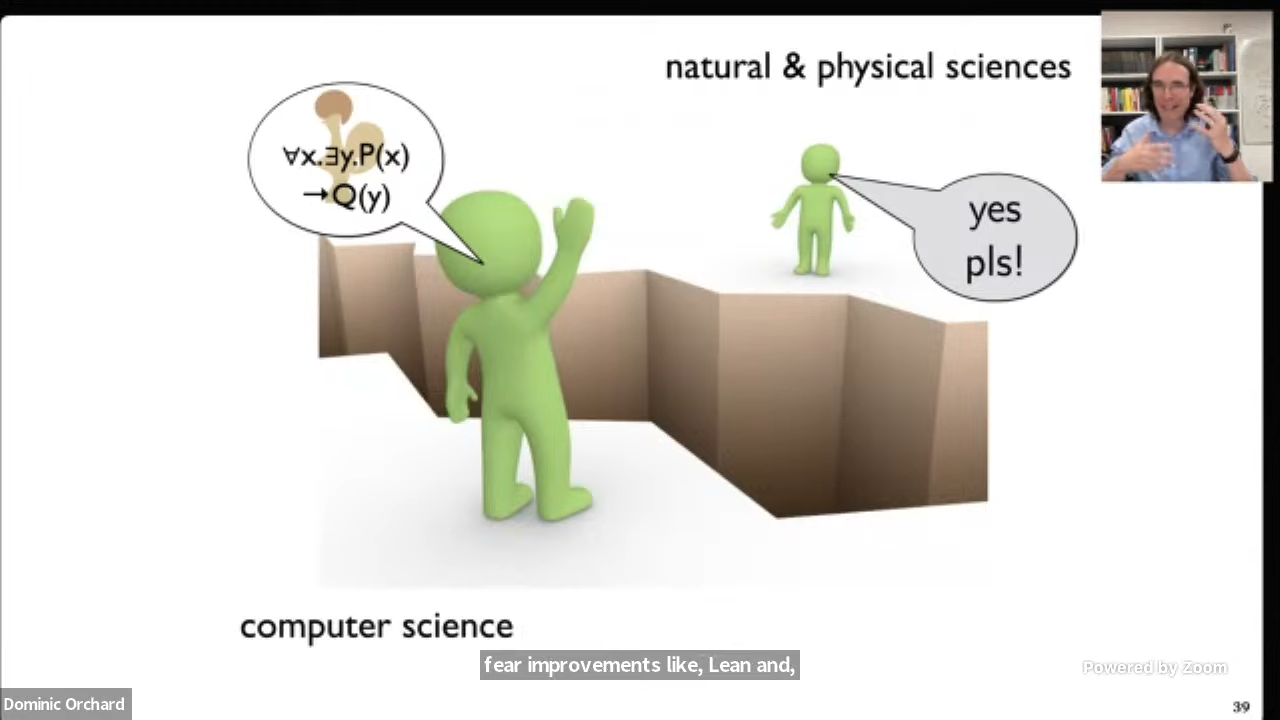 natural & physical sciences
∀x.∃y.P(x)
→Q(y)
yes
pls!
computer science
fear improvements like, Lean and,
Powered by Zoom
Dominic Orchard
39